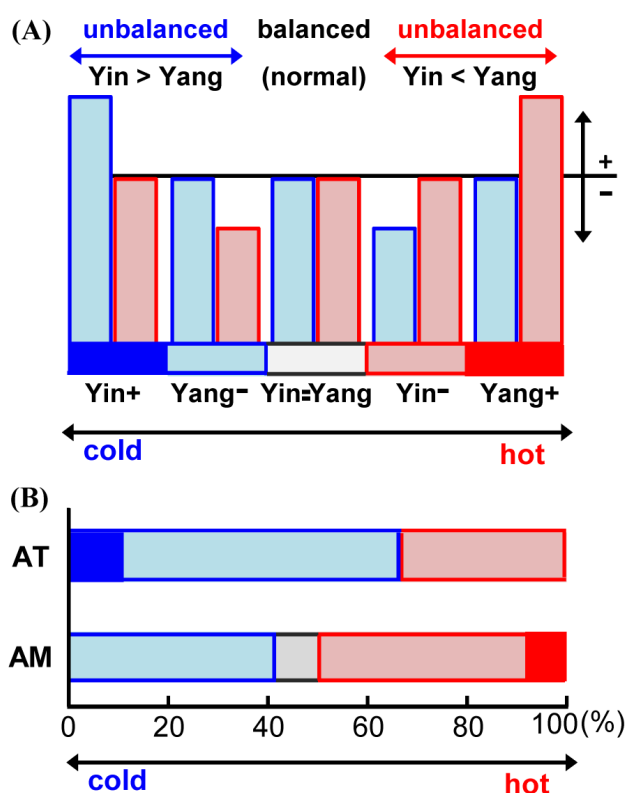 (A)
unbalanced balanced unbalanced
Yin > Yang (normal) Yin < Yang
+
−
Yin+ Yang- Yin=Yang Yin- Yang+
cold hot
(B)
AT
AM
0 20 40 60 80 100(%)
cold hot